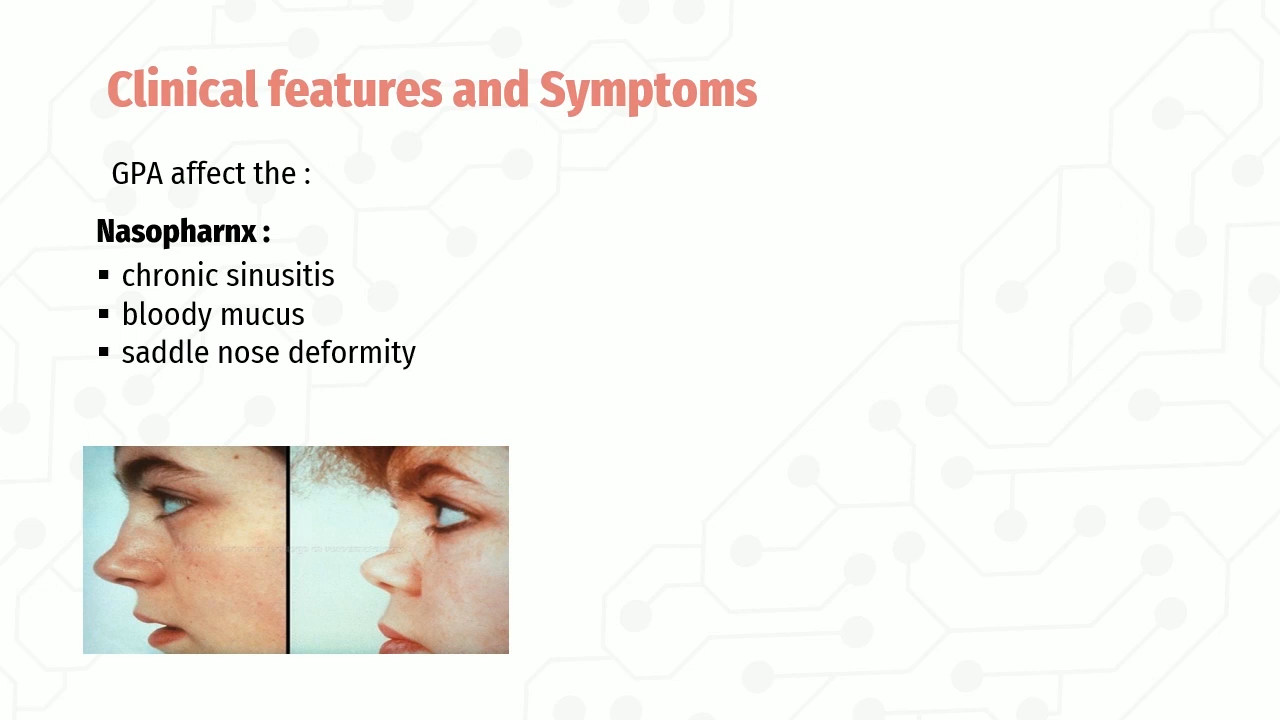 Clinical features and Symptoms
GPA affect the :
Nasopharnx :
▪ chronic sinusitis
▪ bloody mucus
▪ saddle nose deformity